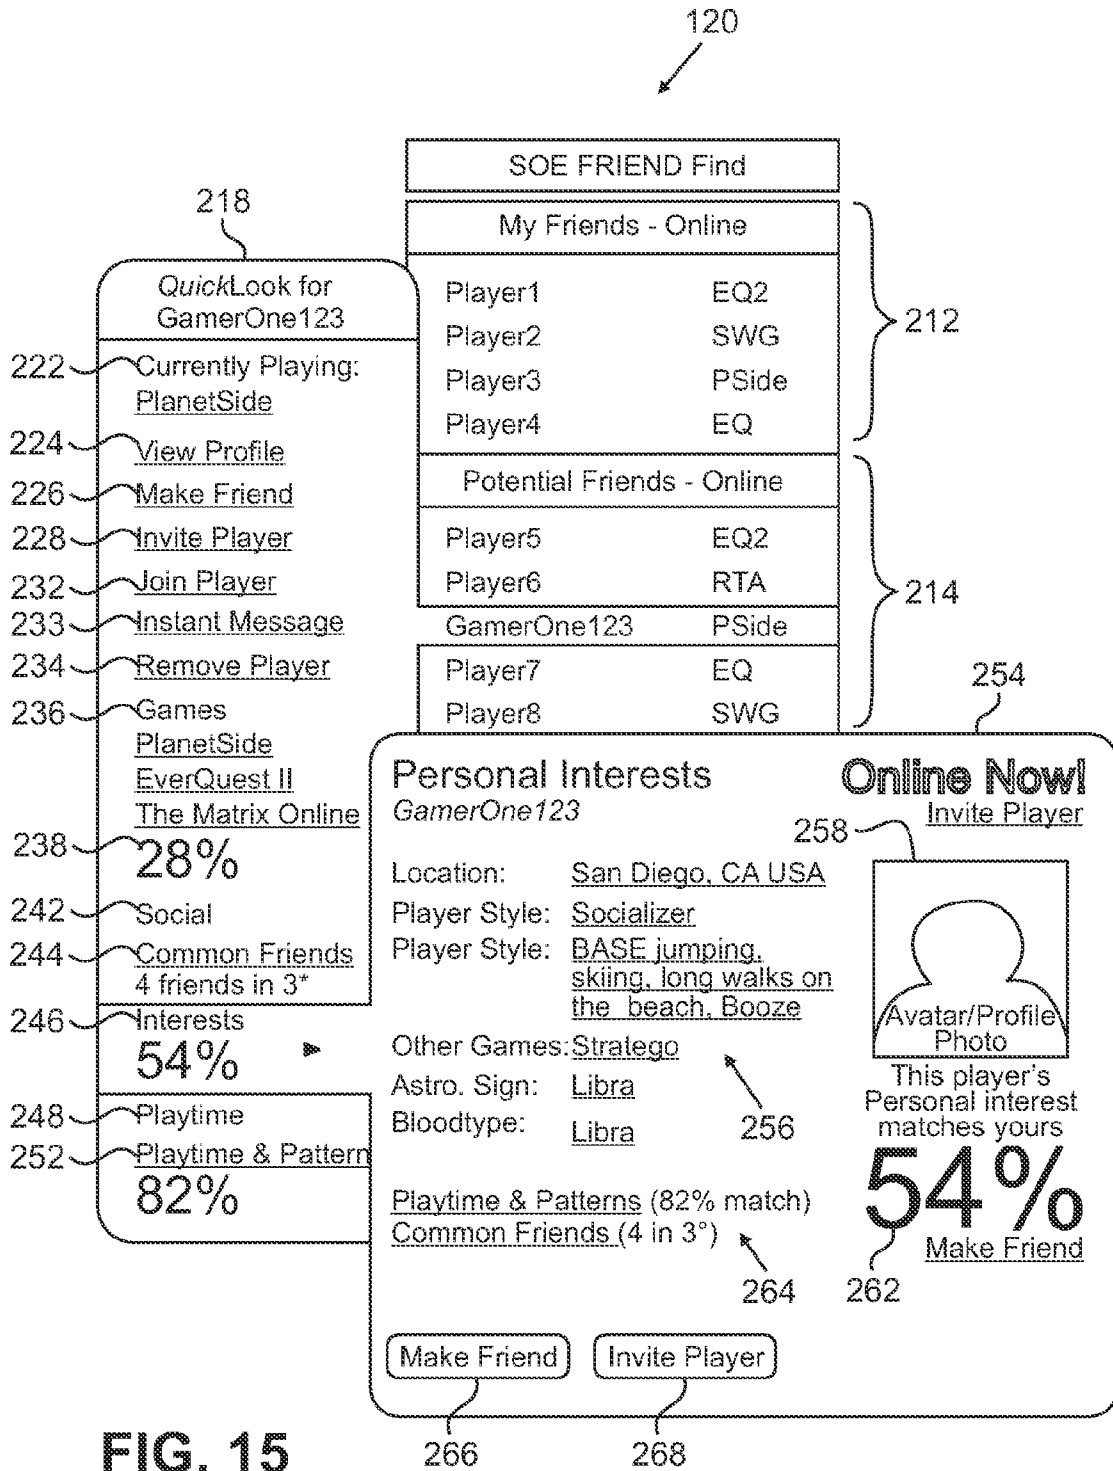 120
SOE FRIEND Find
My Friends - Online
Player1 EQ2
Player2 SWG
Player3 PSide
Player4 EQ
212
Potential Friends - Online
Player5 EQ2
Player6 RTA
GamerOne123 PSide
Player7 EQ
Player8 SWG
214
218
QuickLook for
GamerOne123
222 Currently Playing:
PlanetSide
224 View Profile
226 Make Friend
228 Invite Player
232 Join Player
233 Instant Message
234 Remove Player
236 Games
PlanetSide
EverQuest II
The Matrix Online
238 28%
242 Social
244 Common Friends
4 friends in 3*
246 Interests
54%
248 Playtime
252 Playtime & Pattern
82%
254
Personal Interests
GamerOne123
Online Now!
Invite Player
258
Location: San Diego, CA USA
Player Style: Socializer
Player Style: BASE jumping,
skiing, long walks on
the beach, Booze
Other Games: Stratego
Astro. Sign: Libra
Bloodtype: Libra
256
Avatar/Profile
Photo
This player's
Personal interest
matches yours
54%
Make Friend
262
Playtime & Patterns (82% match)
Common Friends (4 in 3°)
264
Make Friend
Invite Player
266
268
FIG. 15